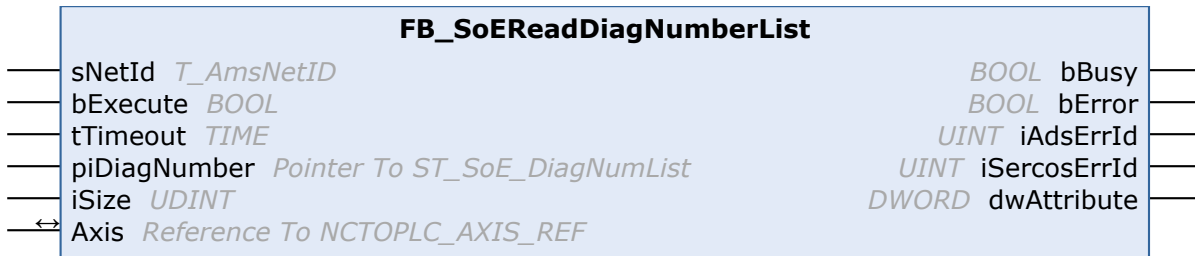 FB_SoEReadDiagNumberList
sNetId T_AmsNetID BOOL bBusy
bExecute BOOL BOOL bError
tTimeout TIME UINT iAdsErrId
piDiagNumber Pointer To ST_SoE_DiagNumList UINT iSercosErrId
iSize UDINT DWORD dwAttribute
↔ Axis Reference To NCTOPLC_AXIS_REF